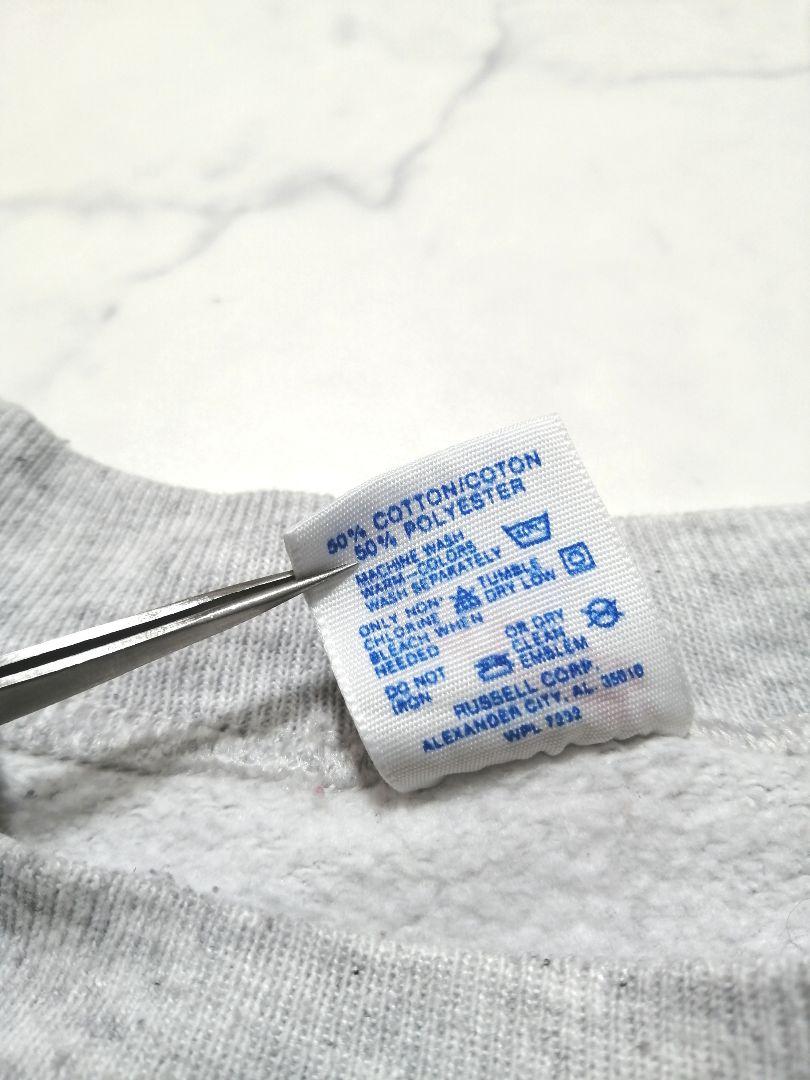 50% COTTON/COTON
50% POLYESTER
MACHINE WASH
WARM-COLORS
WASH SEPARATELY
ONLY NON-
CHLORINE
BLEACH WHEN
NEEDED
TUMBLE
DRY LOW
DO NOT
IRON
OR DRY
CLEAN
EMBLEM
RUSSELL CORP.
ALEXANDER CITY, AL. 35010
WPL